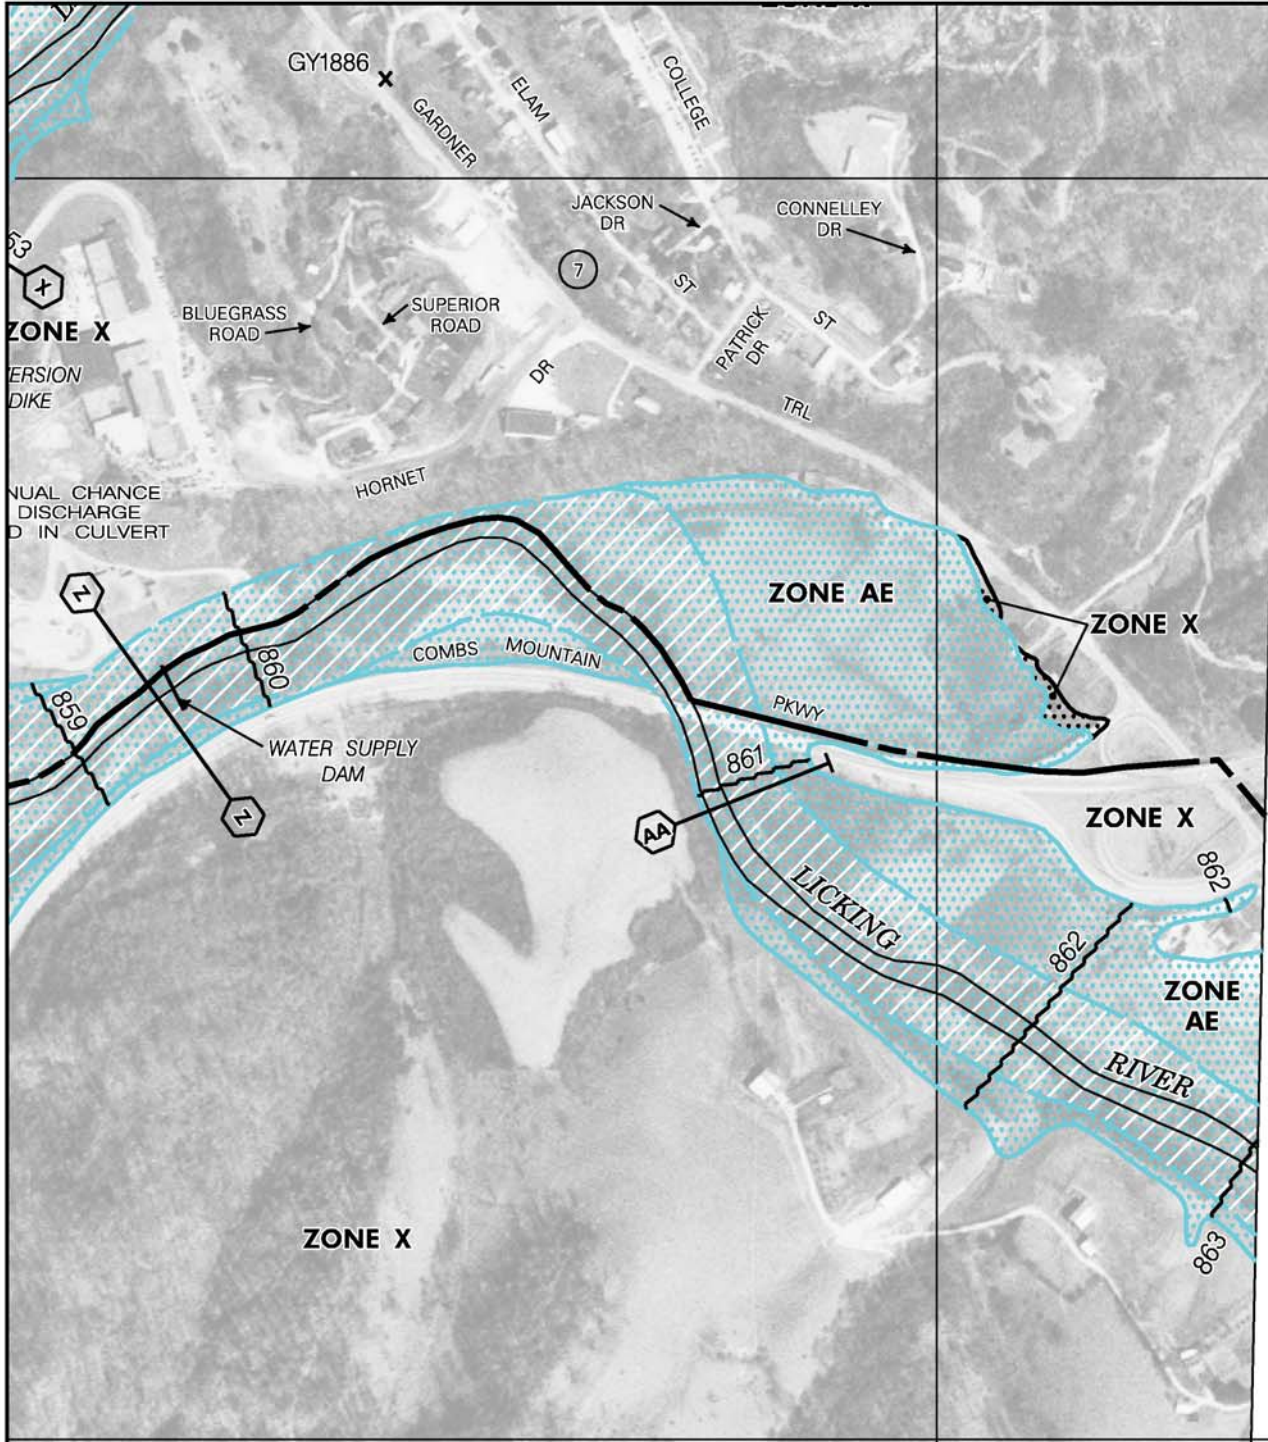 GY1886
X
GARDNER
ELAM
COLLEGE
JACKSON
DR
CONNELLEY
DR
53
X
ZONE X
BLUEGRASS
ROAD
SUPERIOR
ROAD
7
ST
PATRICK
DR
ST
ERSION
DIKE
DR
TRL
HORNET
NUAL CHANCE
DISCHARGE
D IN CULVERT
Z
ZONE AE
ZONE X
COMBS MOUNTAIN
PKWY
859
860
WATER SUPPLY
DAM
Z
861
AA
ZONE X
LICKING
862
862
ZONE
AE
RIVER
ZONE X
863